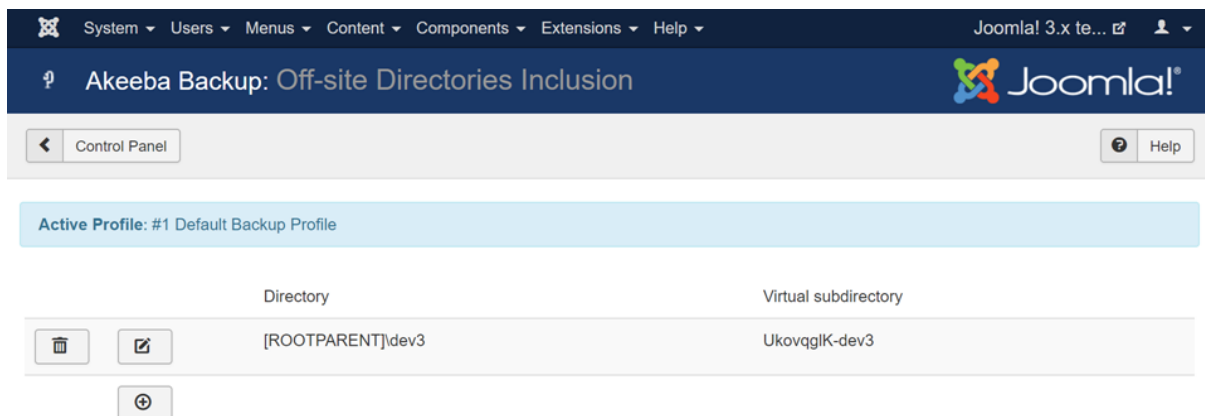 System Users Menus Content Components Extensions Help Joomla! 3.x te...
Akeeba Backup: Off-site Directories Inclusion Joomla!®
Control Panel Help
Active Profile: #1 Default Backup Profile
Directory Virtual subdirectory
[ROOTPARENT]\dev3 UkovqglK-dev3